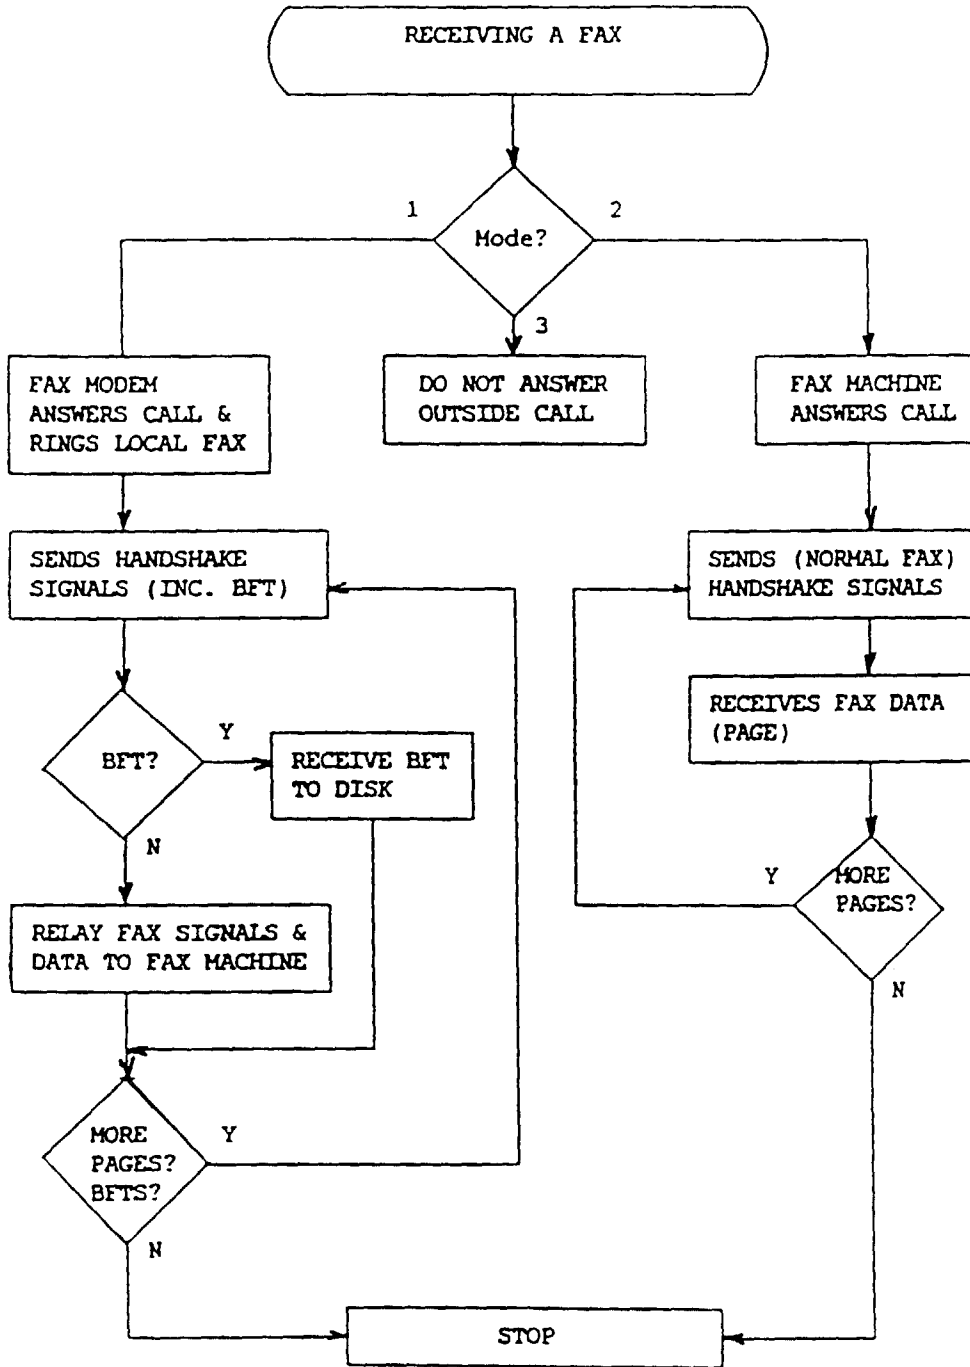 RECEIVING A FAX
Mode?
1
2
3
FAX MODEM
ANSWERS CALL &
RINGS LOCAL FAX
DO NOT ANSWER
OUTSIDE CALL
FAX MACHINE
ANSWERS CALL
SENDS HANDSHAKE
SIGNALS (INC. BFT)
SENDS (NORMAL FAX)
HANDSHAKE SIGNALS
RECEIVES FAX DATA
(PAGE)
BFT?
Y
N
RECEIVE BFT
TO DISK
RELAY FAX SIGNALS &
DATA TO FAX MACHINE
MORE
PAGES?
Y
N
MORE
PAGES?
BFTS?
Y
N
STOP